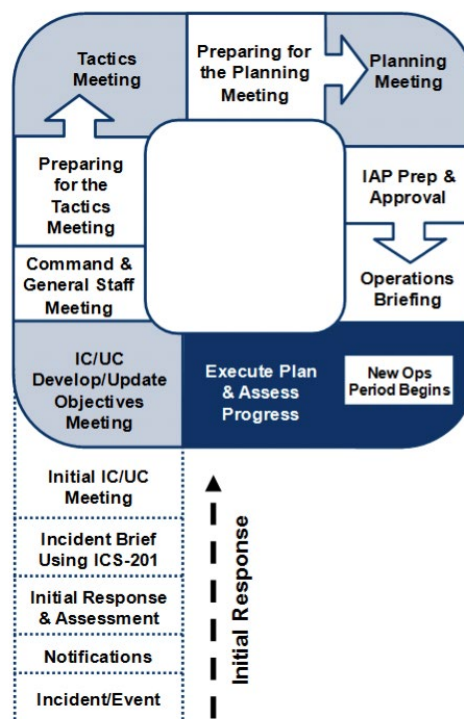 Tactics
Meeting
Preparing for
the Planning
Meeting
Planning
Meeting
Preparing
for the
Tactics
Meeting
IAP Prep &
Approval
Command &
General Staff
Meeting
Operations
Briefing
IC/UC
Develop/Update
Objectives
Meeting
Execute Plan
& Assess
Progress
New Ops
Period Begins
Initial IC/UC
Meeting
Incident Brief
Using ICS-201
Initial Response
& Assessment
Notifications
Incident/Event
Initial Response